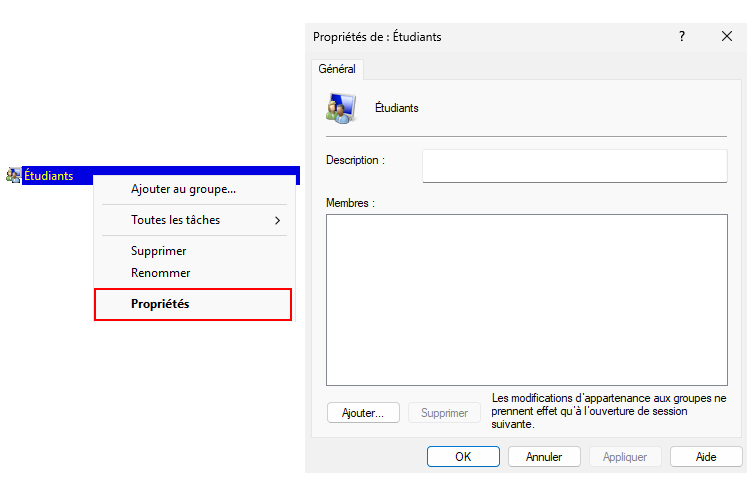 Étudiants
Ajouter au groupe...
Toutes les tâches
Supprimer
Renommer
Propriétés
Propriétés de : Étudiants
?
Général
Étudiants
Description :
Membres :
Ajouter...
Supprimer
Les modifications d'appartenance aux groupes ne
prennent effet qu'à l'ouverture de session
suivante.
OK
Annuler
Appliquer
Aide